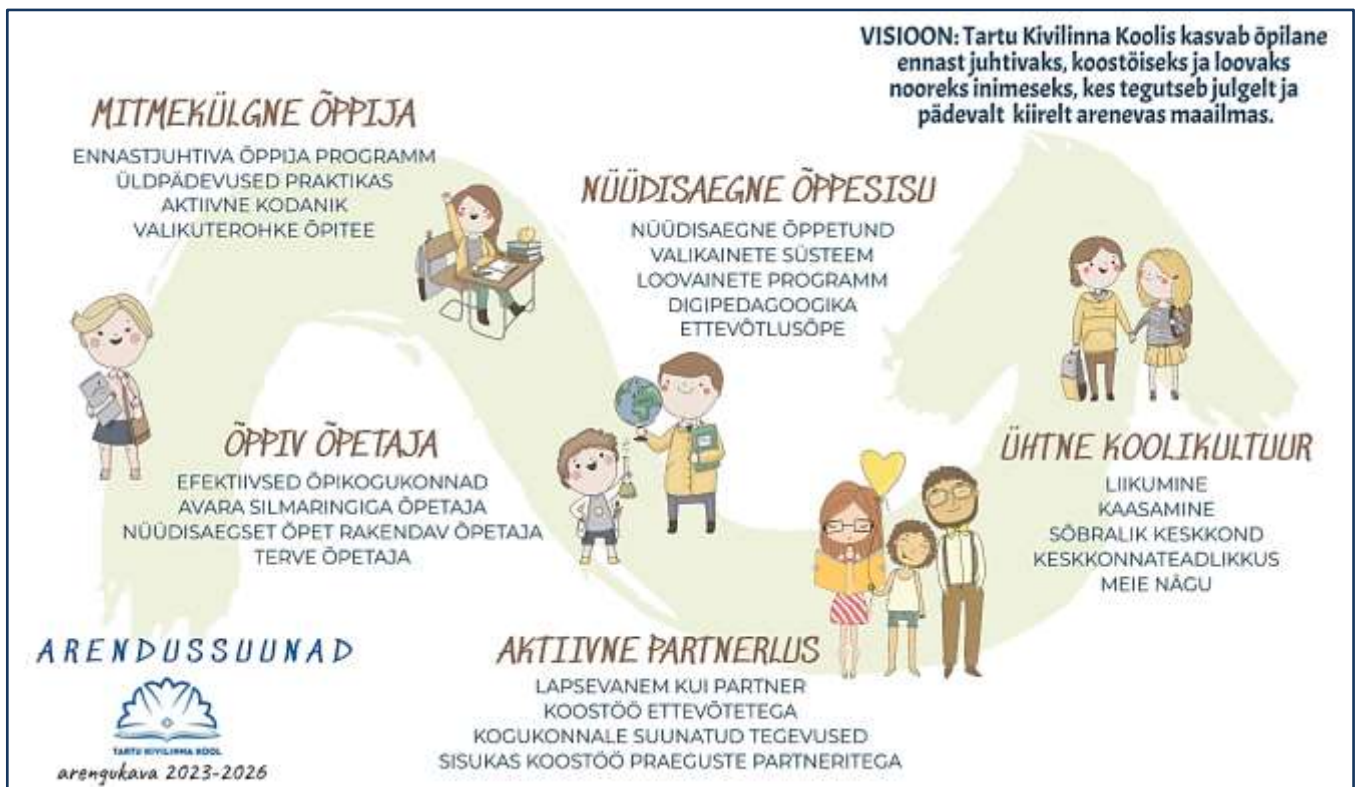 VISIOON: Tartu Kivilinna Koolis kasvab õpilane
ennast juhtivaks, koostöiseks ja loovaks
nooreks inimeseks, kes tegutseb julgelt ja
pädevalt kiirelt arenevas maailmas.
MITMEKÜLGNE ÕPPIJA
ENNASTJUHTIVA ÕPPIJA PROGRAMM
ÜLDPÄDEVUSED PRAKTIKAS
AKTIIVNE KODANIK
VALIKUTEROHKE ÕPITEE
NÜÜDISAEGNE ÕPPESISU
NÜÜDISAEGNE ÕPPETUND
VALIKAINETE SÜSTEEM
LOOVAINETE PROGRAMM
DIGIPEDAGOOGIKA
ETTEVÕTLUSÕPE
ÕPPIV ÕPETAJA
EFEKTIIVSED ÕPIKOGUKONNAD
AVARA SILMARINGIGA ÕPETAJA
NÜÜDISAEGSET ÕPET RAKENDAV ÕPETAJA
TERVE ÕPETAJA
ÜHTNE KOOLIKULTUUR
LIIKUMINE
KAASAMINE
SÕBRALIK KESKKOND
KESKKONNATEADLIKKUS
MEIE NÄGU
AKTIIVNE PARTNERLUS
LAPSEVANEM KUI PARTNER
KOOSTÖÖ ETTEVÕTETEGA
KOGUKONNALE SUUNATUD TEGEVUSED
SISUKAS KOOSTÖÖ PRAEGUSTE PARTNERITEGA
ARENDUSSUUNAD
TARTU KIVILINNA KOOL
arengukava 2023-2026